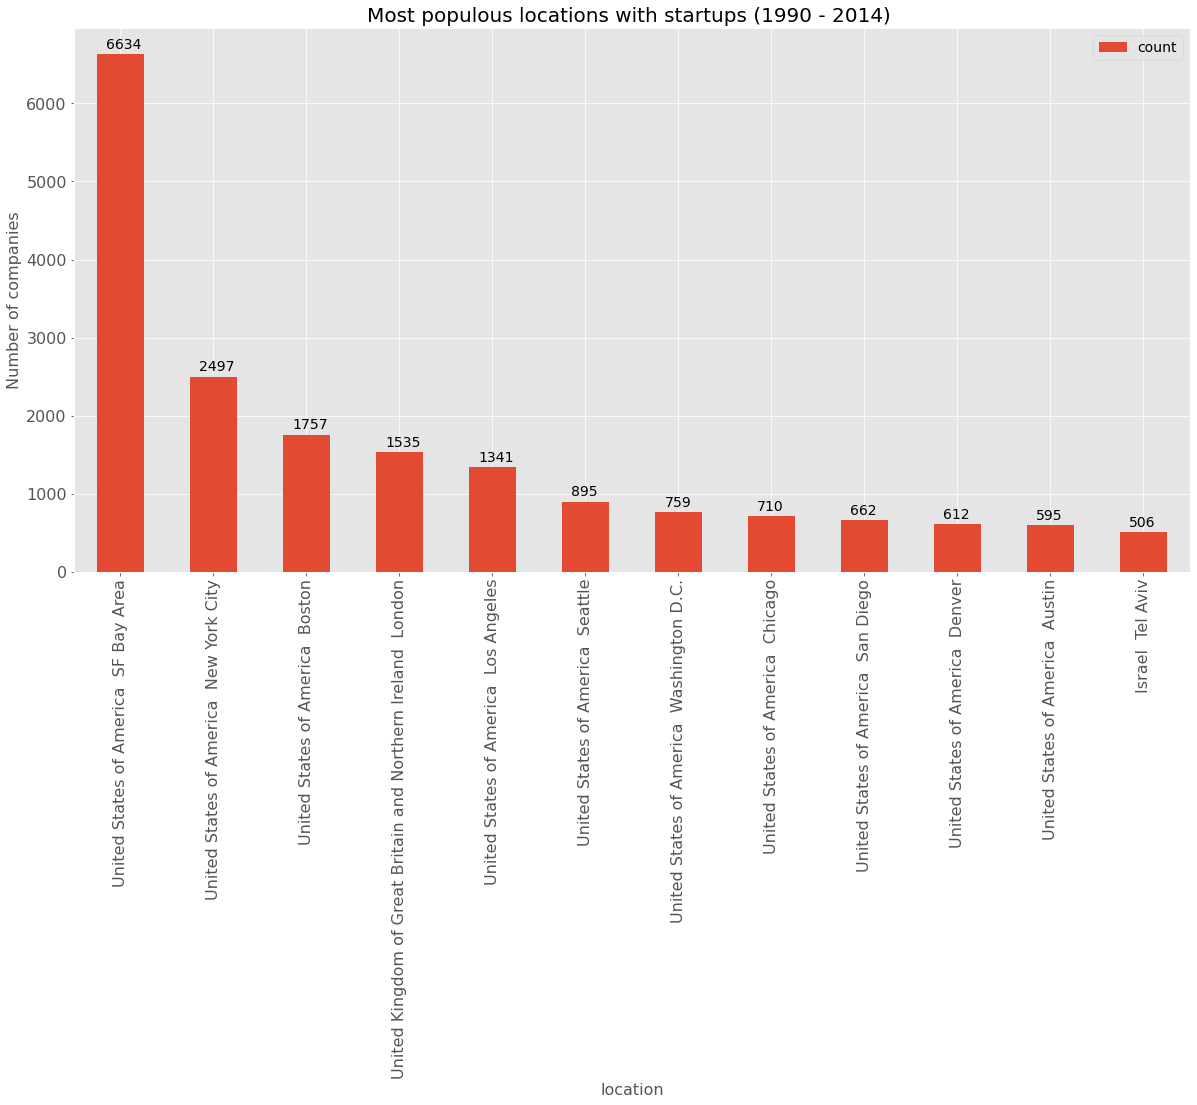 Most populous locations with startups (1990 - 2014)
count
Number of companies
6000
5000
4000
3000
2000
1000
0
6634
2497
1757
1535
1341
895
759
710
662
612
595
506
United States of America  SF Bay Area
United States of America  New York City
United States of America  Boston
United Kingdom of Great Britain and Northern Ireland  London
United States of America  Los Angeles
United States of America  Seattle
United States of America  Washington D.C.
United States of America  Chicago
United States of America  San Diego
United States of America  Denver
United States of America  Austin
Israel  Tel Aviv
location